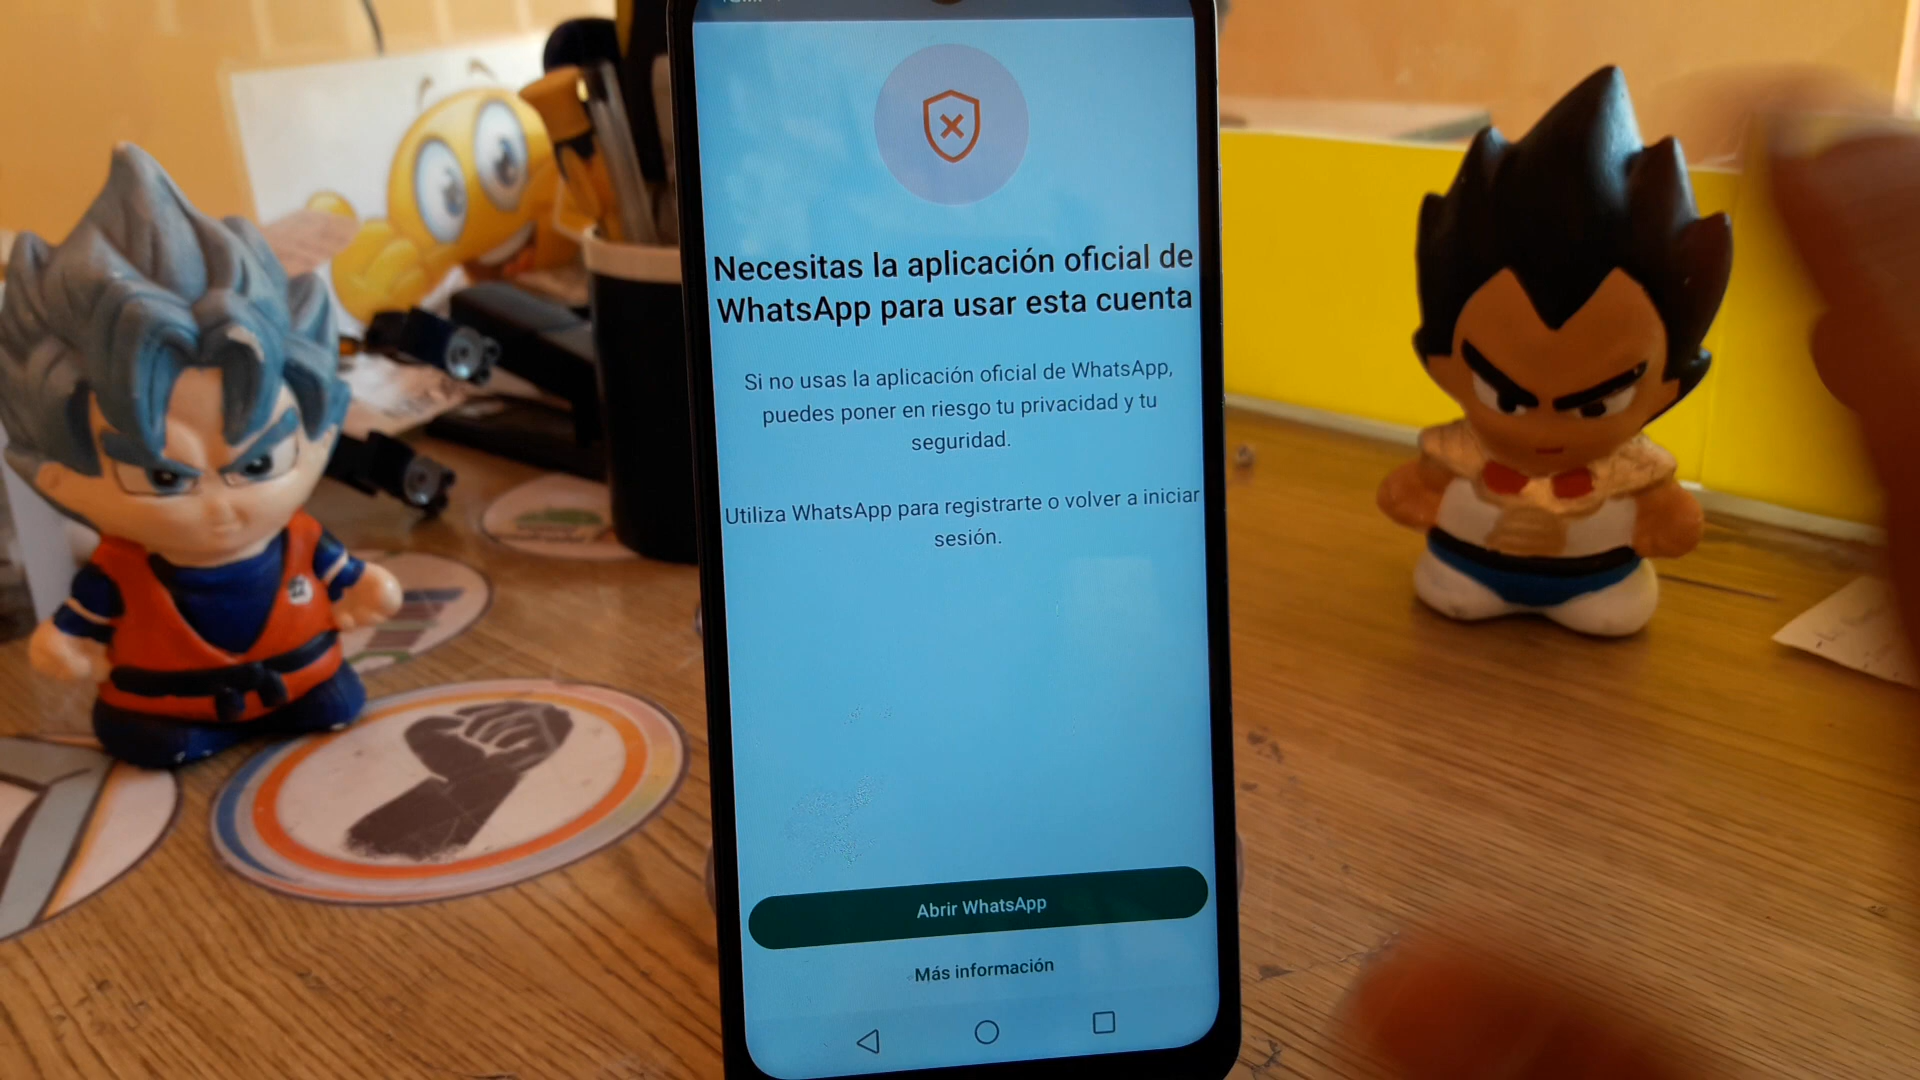 Necesitas la aplicación oficial de
WhatsApp para usar esta cuenta
Si no usas la aplicación oficial de WhatsApp,
puedes poner en riesgo tu privacidad y tu
seguridad.
Utiliza WhatsApp para registrarte o volver a iniciar
sesión.
Abrir WhatsApp
Más información